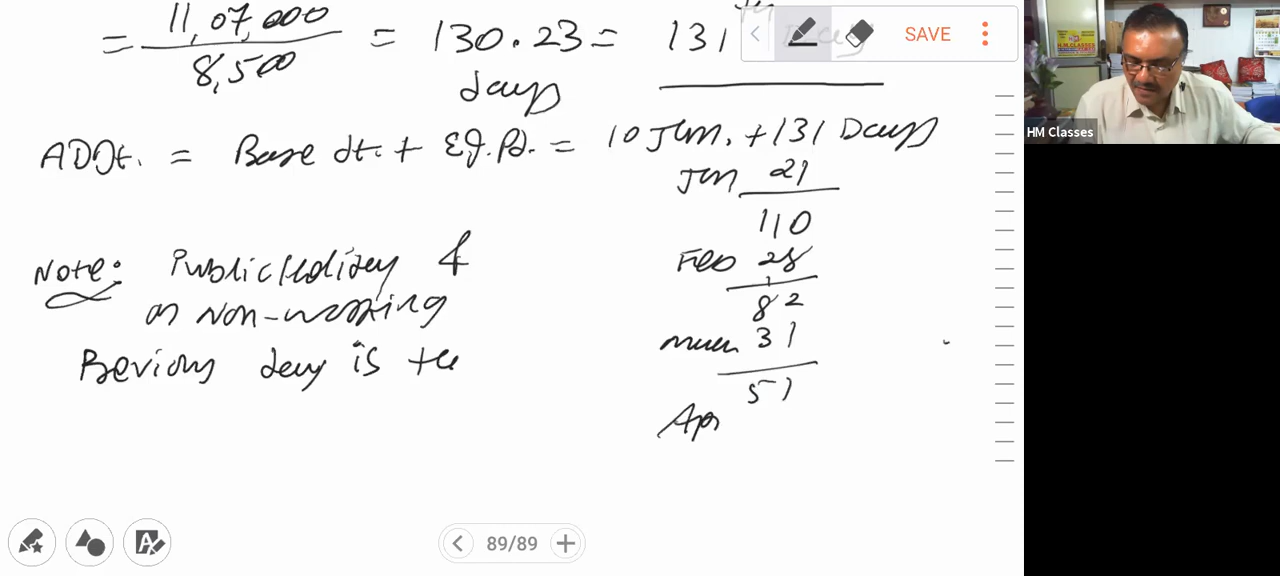 = 11,07,000 / 8,500 = 130.23 = 131
days
SAVE
HM Classes
ADDt. = Base dt. + Eq. Pd. = 10 Jan. + 131 Days
Jan 21
110
Feb 28
82
March 31
51
Apr
Note: Public Holiday &
on Non-working
Previous day is the
89/89